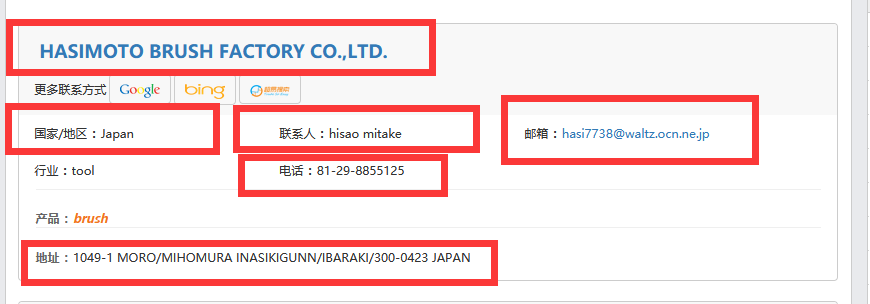 HASIMOTO BRUSH FACTORY CO.,LTD.
更多联系方式 Google bing
国家/地区：Japan 联系人：hisao mitake 邮箱：hasi7738@waltz.ocn.ne.jp
行业：tool 电话：81-29-8855125
产品：brush
地址：1049-1 MORO/MIHOMURA INASIKIGUNN/IBARAKI/300-0423 JAPAN